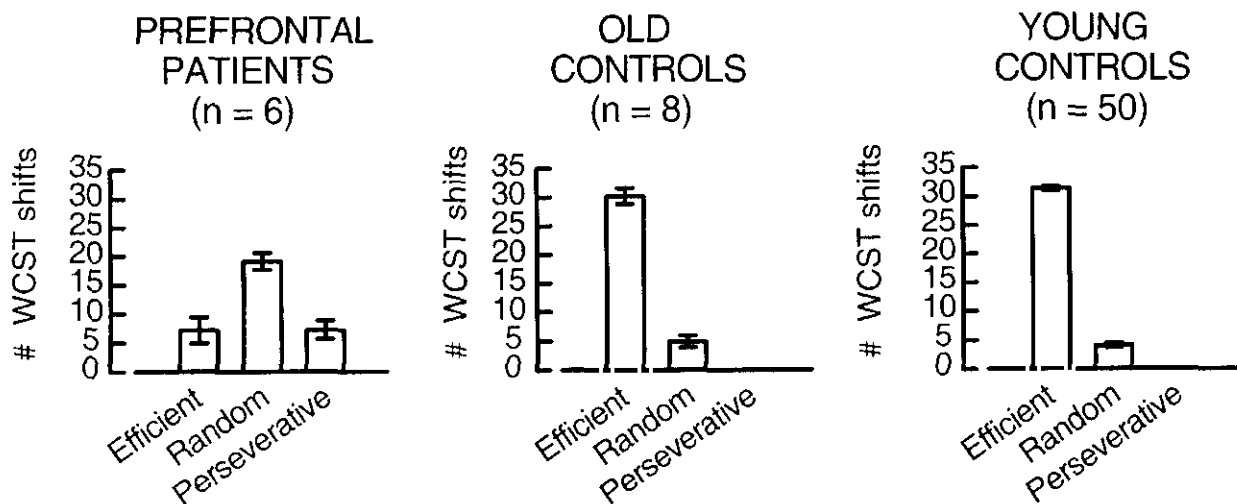 PREFRONTAL
PATIENTS
(n = 6)
# WCST shifts
35
30
25
20
15
10
5
0
Efficient
Random
Perseverative
OLD
CONTROLS
(n = 8)
# WCST shifts
35
30
25
20
15
10
5
0
Efficient
Random
Perseverative
YOUNG
CONTROLS
(n = 50)
# WCST shifts
35
30
25
20
15
10
5
0
Efficient
Random
Perseverative